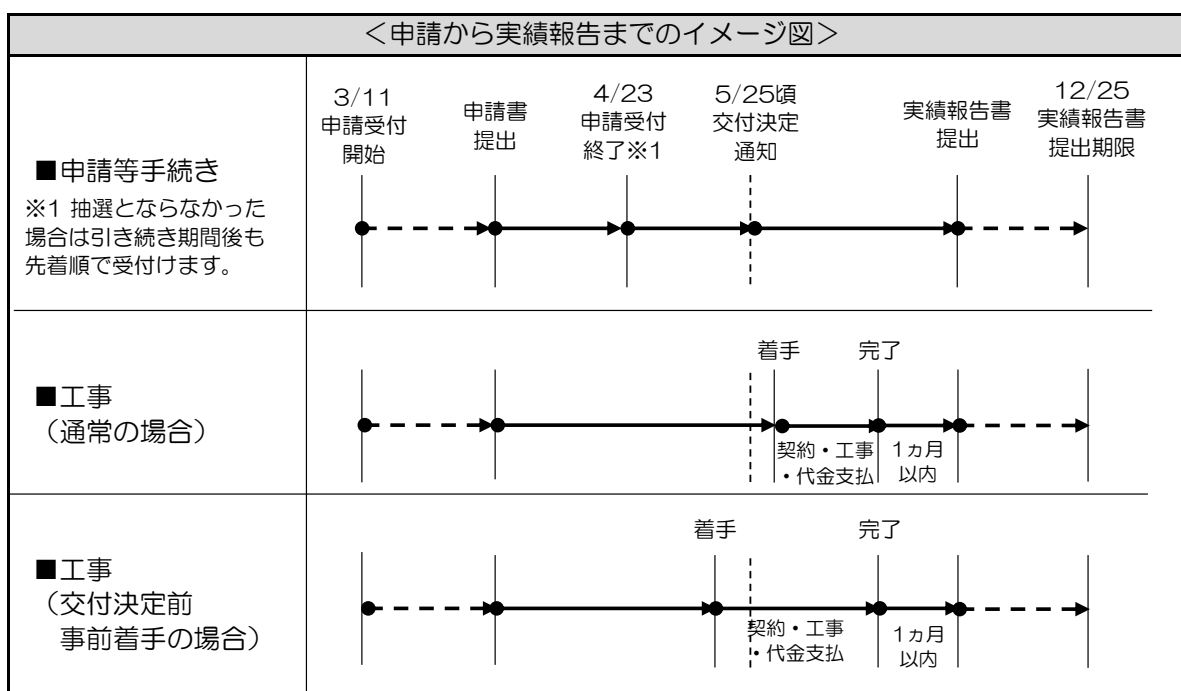 ＜申請から実績報告までのイメージ図＞
■申請等手続き
※1 抽選とならなかった
場合は引き続き期間後も
先着順で受付けます。
3/11
申請受付
開始
申請書
提出
4/23
申請受付
終了※1
5/25頃
交付決定
通知
実績報告書
提出
12/25
実績報告書
提出期限
■工事
（通常の場合）
着手
完了
契約・工事
・代金支払
1ヵ月
以内
■工事
（交付決定前
事前着手の場合）
着手
完了
契約・工事
・代金支払
1ヵ月
以内